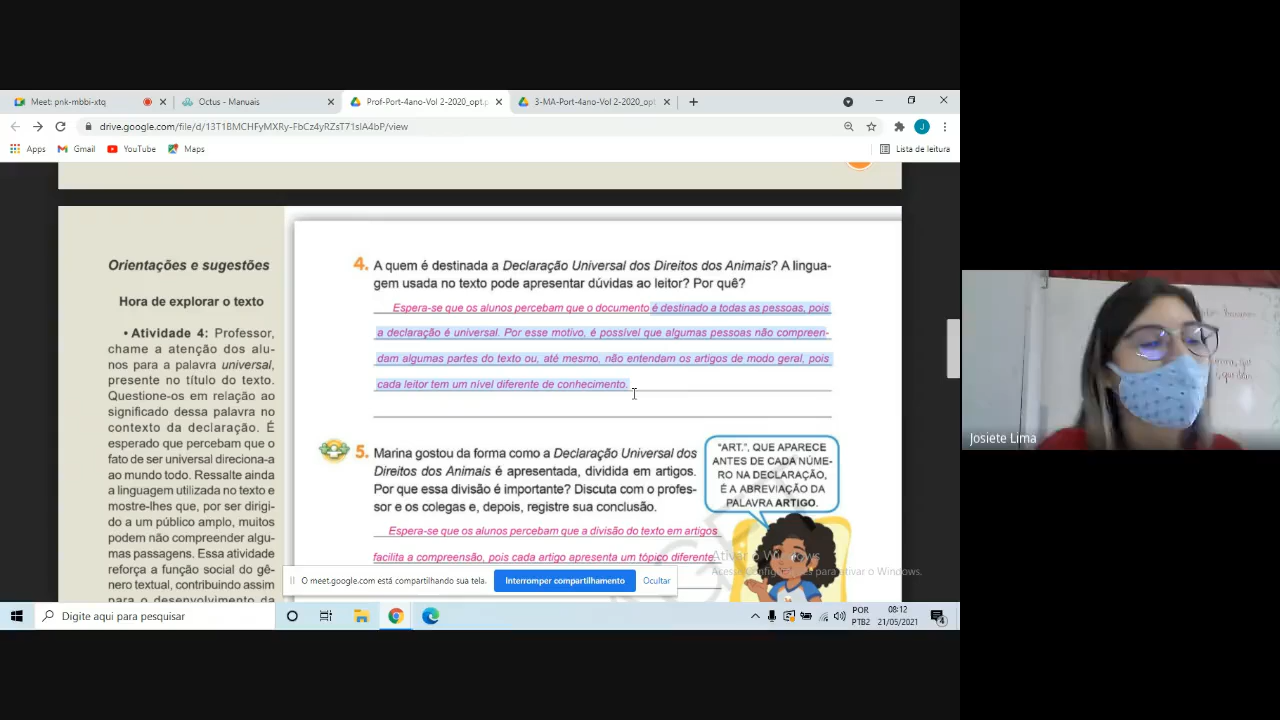 Meet: pnk-mbbi-xtq
Octus - Manuais
Prof-Port-4ano-Vol 2-2020_opt.p
3-MA-Port-4ano-Vol 2-2020_opt.
drive.google.com/file/d/13T1BMCHFyMXRy-FbCz4yRZsT71slA4bP/view
J
Apps
Gmail
YouTube
Maps
Lista de leitura
Orientações e sugestões
Hora de explorar o texto
• Atividade 4: Professor,
chame a atenção dos alu-
nos para a palavra universal,
presente no título do texto.
Questione-os em relação ao
significado dessa palavra no
contexto da declaração. É
esperado que percebam que o
fato de ser universal direciona-a
ao mundo todo. Ressalte ainda
a linguagem utilizada no texto e
mostre-lhes que, por ser dirigi-
do a um público amplo, muitos
podem não compreender algu-
mas passagens. Essa atividade
reforça a função social do gê-
nero textual, contribuindo assim
para o desenvolvimento da
4. A quem é destinada a Declaração Universal dos Direitos dos Animais? A lingua-
gem usada no texto pode apresentar dúvidas ao leitor? Por quê?
Espera-se que os alunos percebam que o documento é destinado a todas as pessoas, pois
a declaração é universal. Por esse motivo, é possível que algumas pessoas não compreen-
dam algumas partes do texto ou, até mesmo, não entendam os artigos de modo geral, pois
cada leitor tem um nível diferente de conhecimento.
5. Marina gostou da forma como a Declaração Universal dos
Direitos dos Animais é apresentada, dividida em artigos.
Por que essa divisão é importante? Discuta com o profes-
sor e os colegas e, depois, registre sua conclusão.
Espera-se que os alunos percebam que a divisão do texto em artigos
facilita a compreensão, pois cada artigo apresenta um tópico diferente.
"ART.", QUE APARECE
ANTES DE CADA NÚME-
RO NA DECLARAÇÃO,
É A ABREVIAÇÃO DA
PALAVRA ARTIGO.
Ativar o Windows
Acesse Configurações para ativar o Windows.
O meet.google.com está compartilhando sua tela.
Interromper compartilhamento
Ocultar
Digite aqui para pesquisar
POR
PTB2
08:12
21/05/2021
4
Josiete Lima